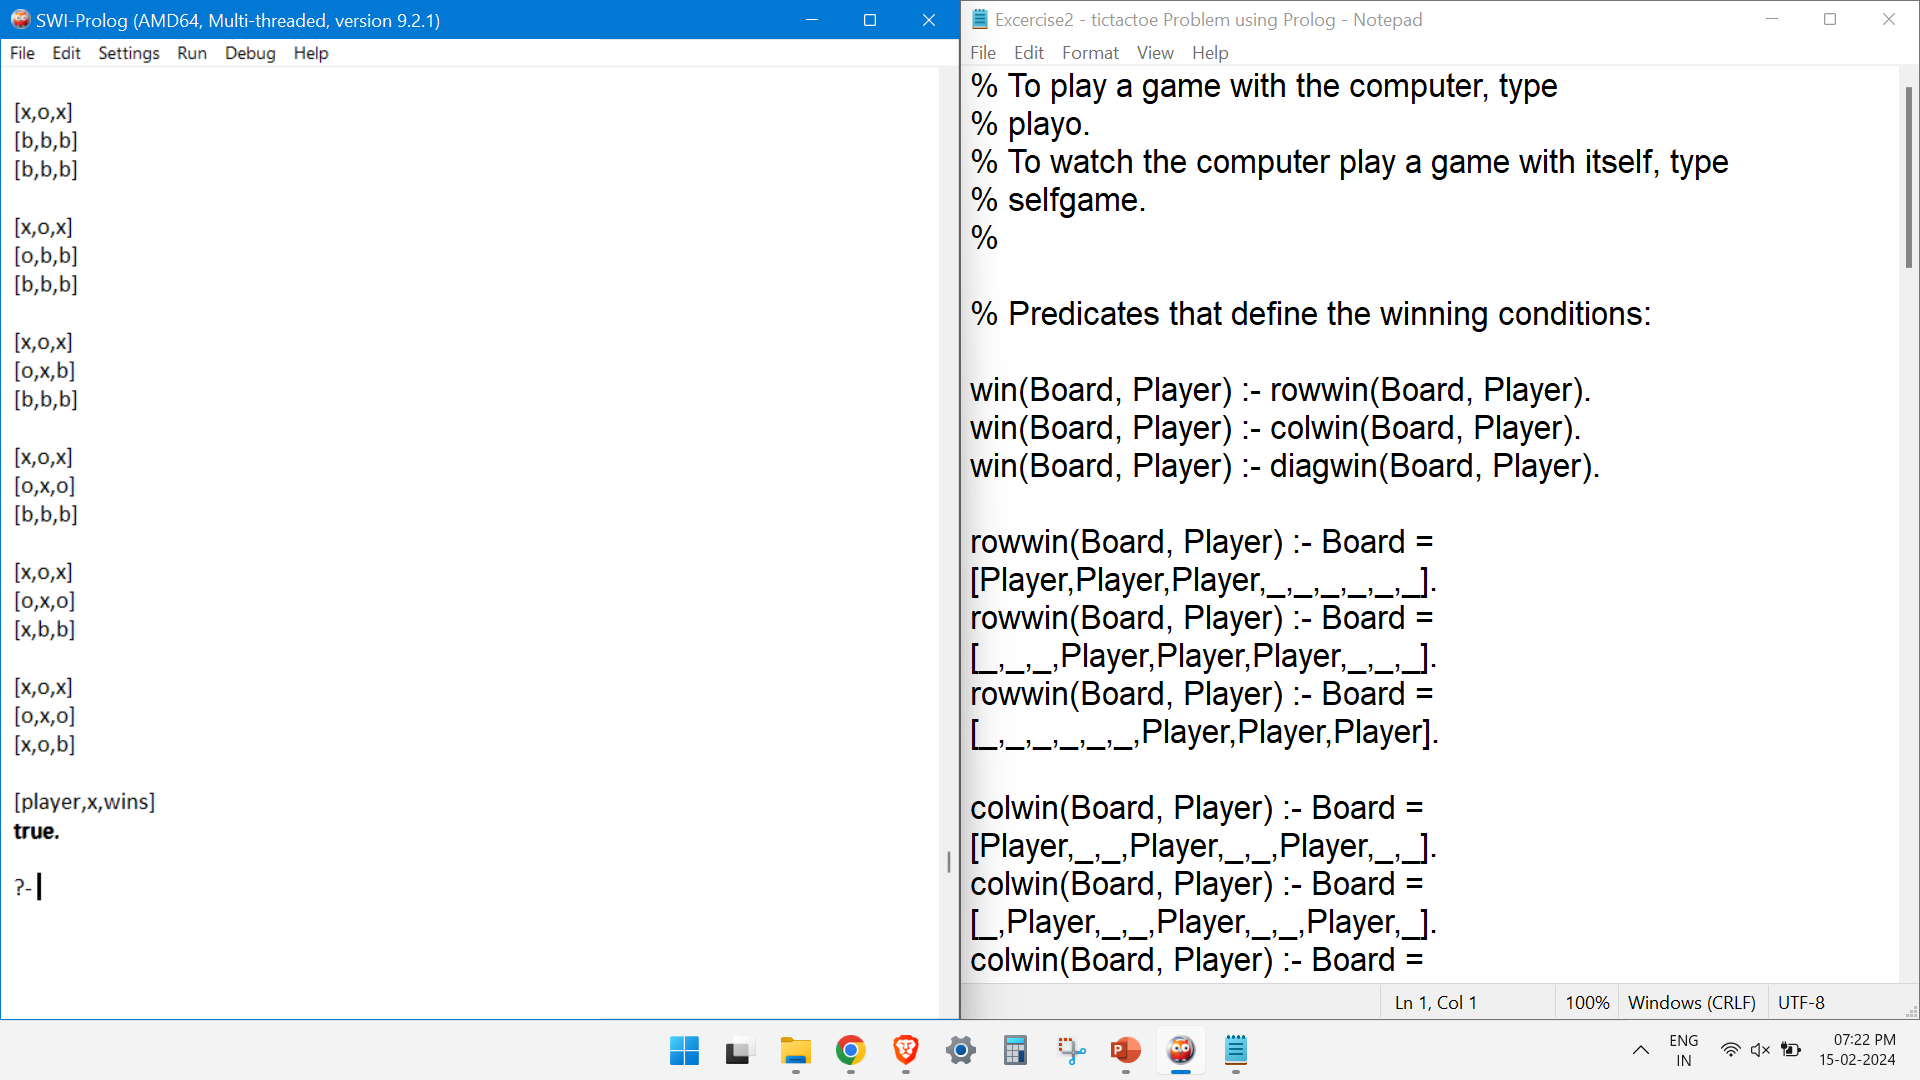 SWI-Prolog (AMD64, Multi-threaded, version 9.2.1)
File Edit Settings Run Debug Help
[x,o,x]
[b,b,b]
[b,b,b]
[x,o,x]
[o,b,b]
[b,b,b]
[x,o,x]
[o,x,b]
[b,b,b]
[x,o,x]
[o,x,o]
[b,b,b]
[x,o,x]
[o,x,o]
[x,b,b]
[x,o,x]
[o,x,o]
[x,o,b]
[player,x,wins]
true.
?-
Excercise2 - tictactoe Problem using Prolog - Notepad
File Edit Format View Help
% To play a game with the computer, type
% playo.
% To watch the computer play a game with itself, type
% selfgame.
%
% Predicates that define the winning conditions:
win(Board, Player) :- rowwin(Board, Player).
win(Board, Player) :- colwin(Board, Player).
win(Board, Player) :- diagwin(Board, Player).
rowwin(Board, Player) :- Board =
[Player,Player,Player,_,_,_,_,_,_].
rowwin(Board, Player) :- Board =
[_,_,_,Player,Player,Player,_,_,_].
rowwin(Board, Player) :- Board =
[_,_,_,_,_,_,Player,Player,Player].
colwin(Board, Player) :- Board =
[Player,_,_,Player,_,_,Player,_,_].
colwin(Board, Player) :- Board =
[_,Player,_,_,Player,_,_,Player,_].
colwin(Board, Player) :- Board =
Ln 1, Col 1 100% Windows (CRLF) UTF-8
ENG
IN
07:22 PM
15-02-2024